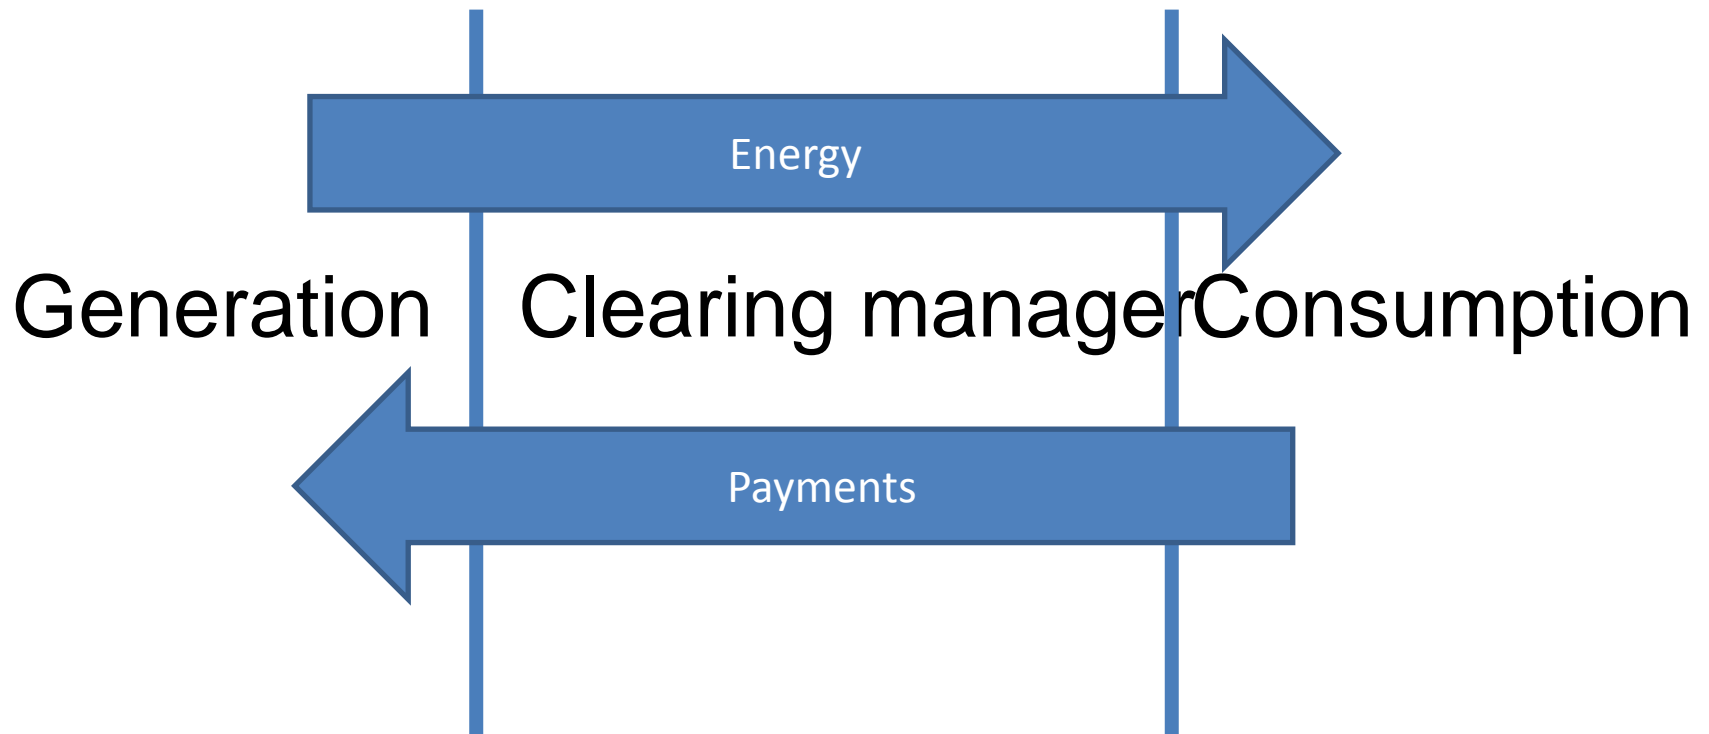 Energy
Generation
Clearing manager
Consumption
Payments